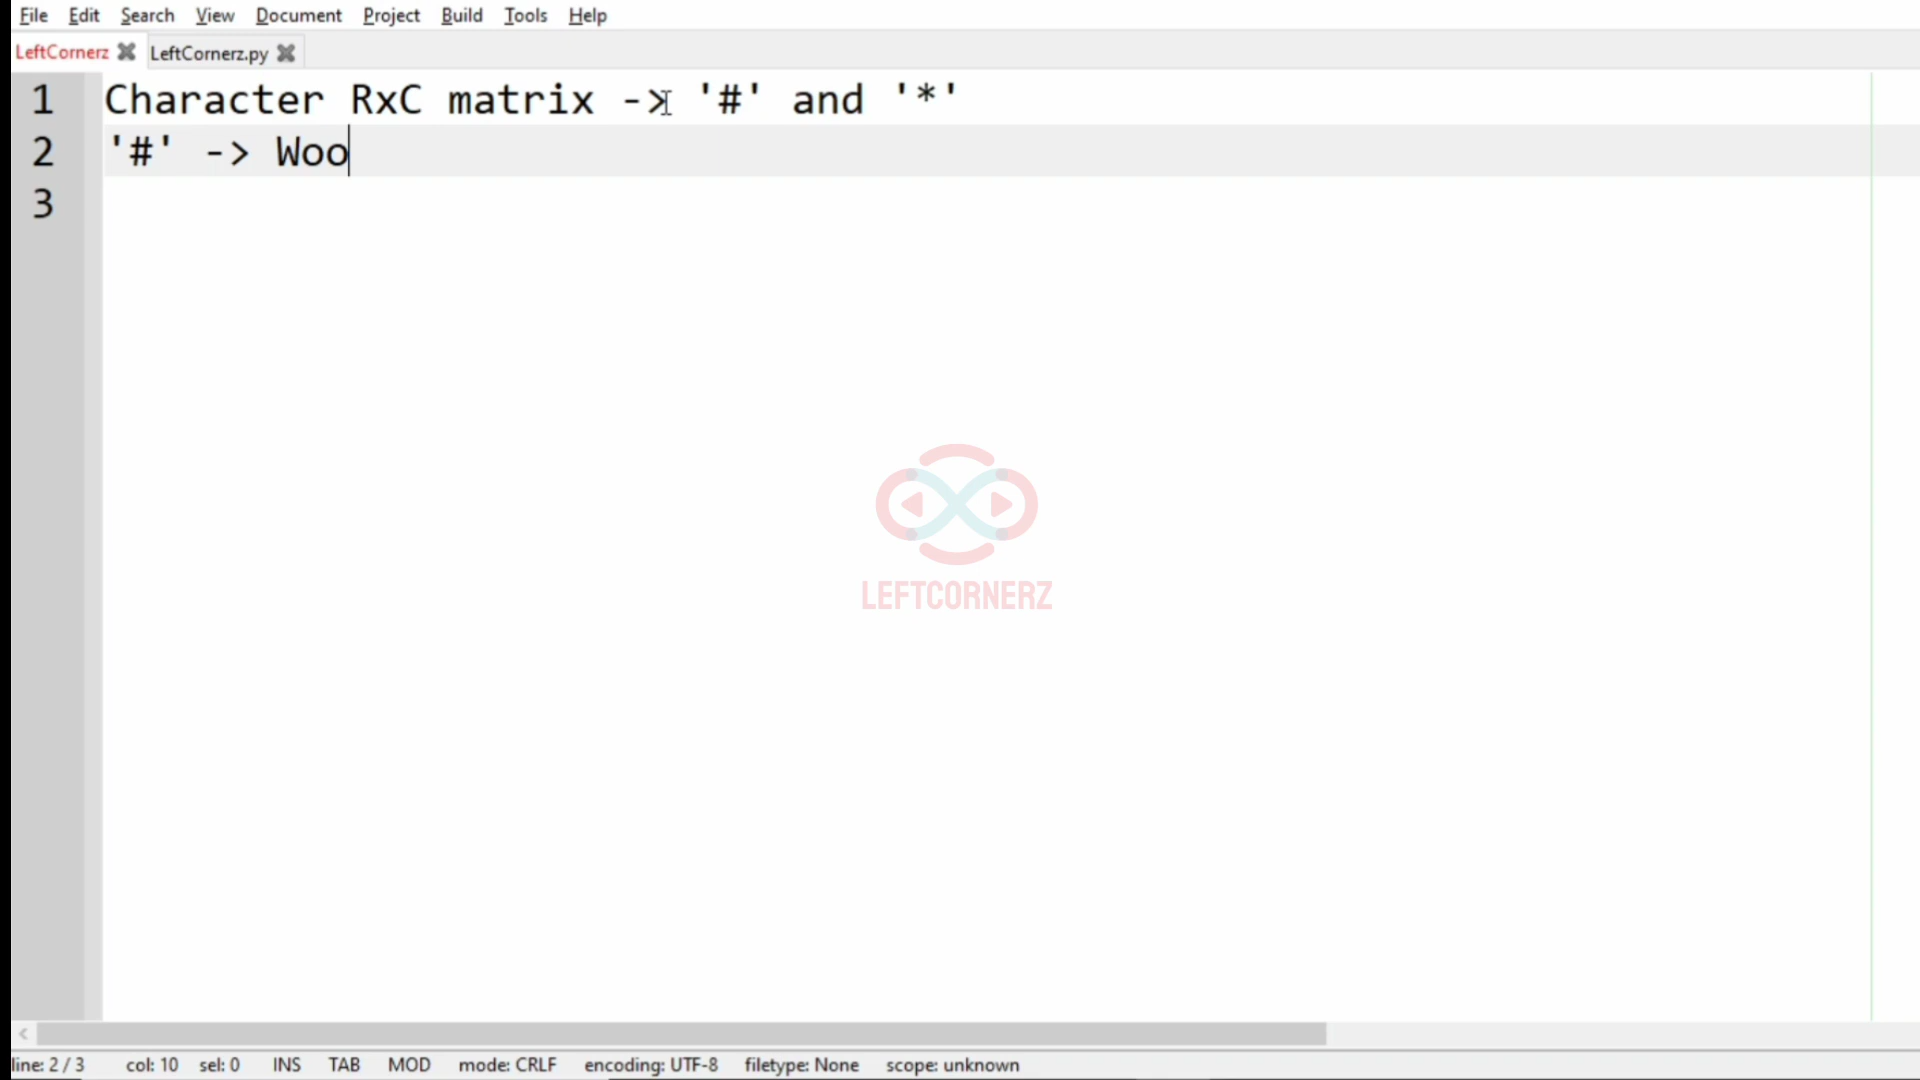 File Edit Search View Document Project Build Tools Help
LeftCornerz LeftCornerz.py
1 Character RxC matrix -> '#' and '*'
2 '#' -> Woo
3
LEFTCORNERZ
line: 2 / 3 col: 10 sel: 0 INS TAB MOD mode: CRLF encoding: UTF-8 filetype: None scope: unknown